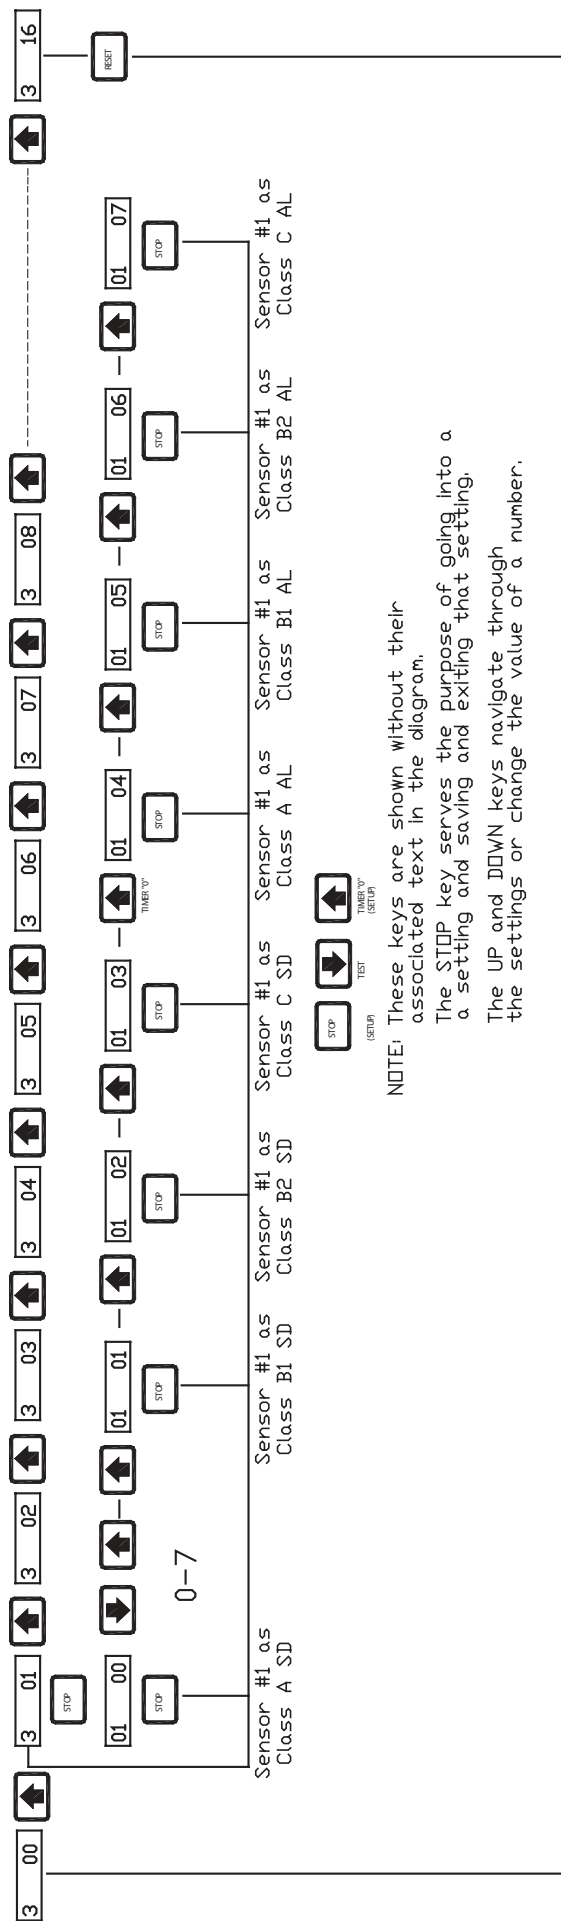 3 00
3 01
3 02
3 03
3 04
3 05
3 06
3 07
3 08
3 16
STOP
RESET
01 00
01 01
01 02
01 03
01 04
01 05
01 06
01 07
TIMER "0"
STOP
STOP
STOP
STOP
STOP
STOP
STOP
STOP
0-7
Sensor #1 as
Class A SD
Sensor #1 as
Class B1 SD
Sensor #1 as
Class B2 SD
Sensor #1 as
Class C SD
Sensor #1 as
Class A AL
Sensor #1 as
Class B1 AL
Sensor #1 as
Class B2 AL
Sensor #1 as
Class C AL
STOP
(SETUP)
TEST
TIMER "0"
(SETUP)
NOTE: These keys are shown without their
associated text in the diagram.
The STOP key serves the purpose of going into a
a setting and saving and exiting that setting.
The UP and DOWN keys navigate through
the settings or change the value of a number.